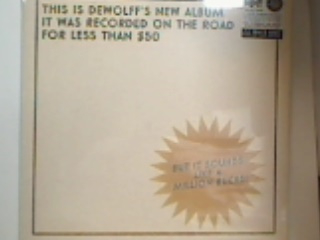 THIS IS DEWOLFF'S NEW ALBUM
IT WAS RECORDED ON THE ROAD
FOR LESS THAN $50
BUT IT SOUNDS
LIKE A
MILLION BUCKS!